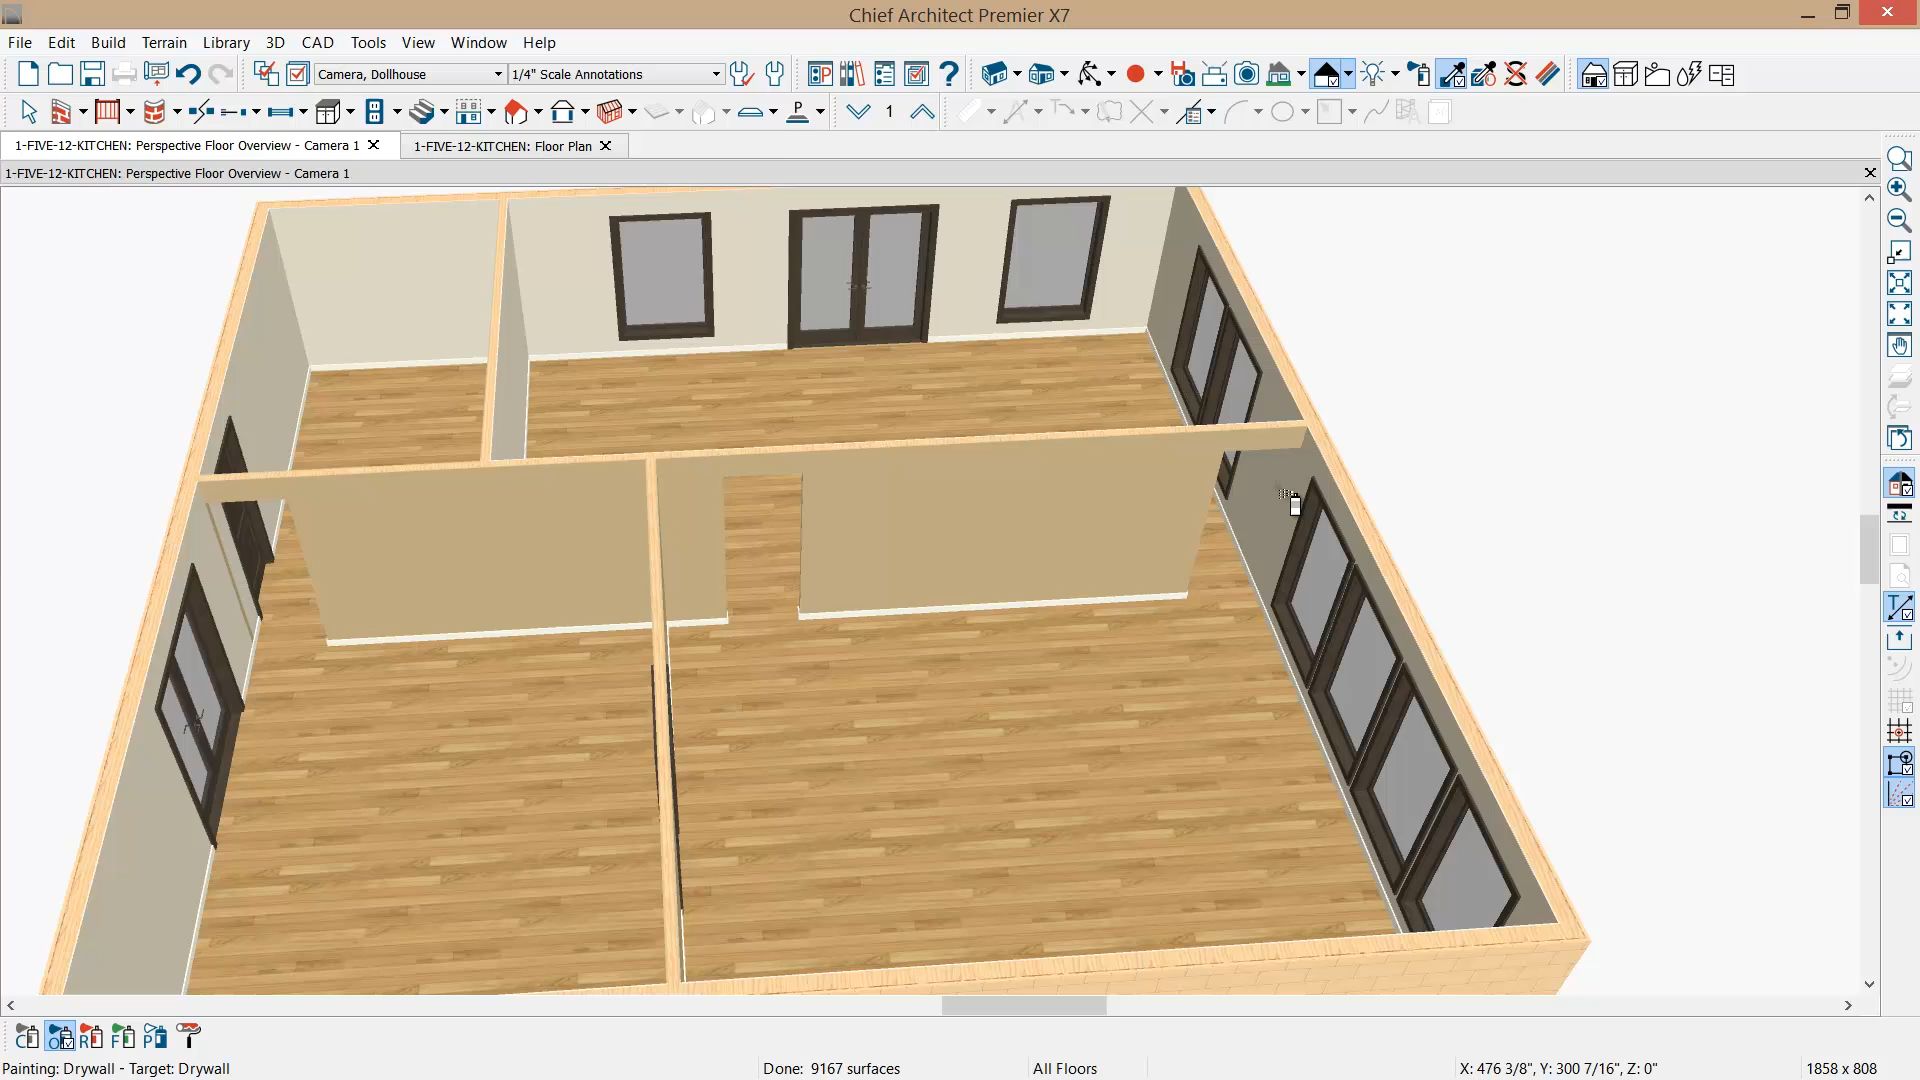 Chief Architect Premier X7
File Edit Build Terrain Library 3D CAD Tools View Window Help
Camera, Dollhouse 1/4" Scale Annotations
1
1-FIVE-12-KITCHEN: Perspective Floor Overview - Camera 1 1-FIVE-12-KITCHEN: Floor Plan
1-FIVE-12-KITCHEN: Perspective Floor Overview - Camera 1
C O R F P
Painting: Drywall - Target: Drywall Done: 9167 surfaces All Floors X: 476 3/8", Y: 300 7/16", Z: 0" 1858 x 808